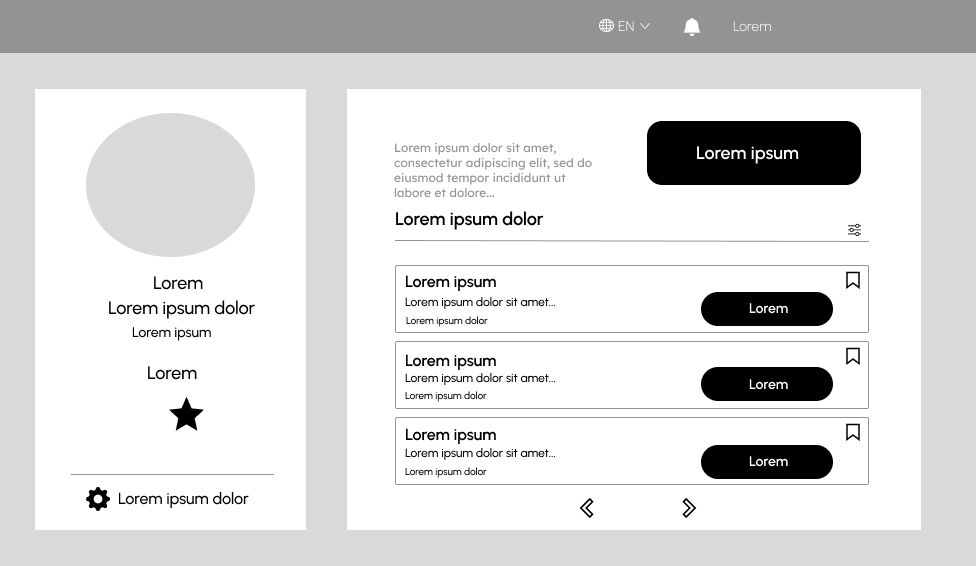 EN
Lorem
Lorem
Lorem ipsum dolor
Lorem ipsum
Lorem
Lorem ipsum dolor
Lorem ipsum dolor sit amet,
consectetur adipiscing elit, sed do
eiusmod tempor incididunt ut
labore et dolore...
Lorem ipsum
Lorem ipsum dolor
Lorem ipsum
Lorem ipsum dolor sit amet...
Lorem ipsum dolor
Lorem
Lorem ipsum
Lorem ipsum dolor sit amet...
Lorem ipsum dolor
Lorem
Lorem ipsum
Lorem ipsum dolor sit amet...
Lorem ipsum dolor
Lorem